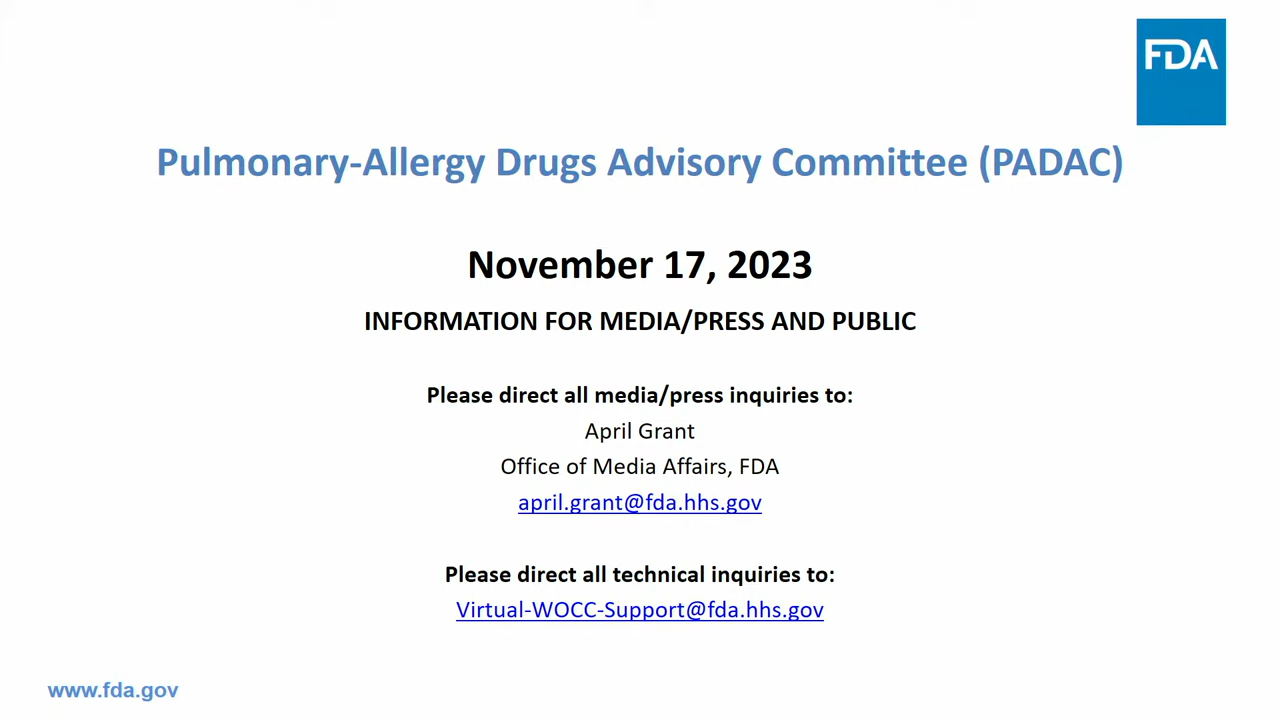 FDA
Pulmonary-Allergy Drugs Advisory Committee (PADAC)
November 17, 2023
INFORMATION FOR MEDIA/PRESS AND PUBLIC
Please direct all media/press inquiries to:
April Grant
Office of Media Affairs, FDA
april.grant@fda.hhs.gov
Please direct all technical inquiries to:
Virtual-WOCC-Support@fda.hhs.gov
www.fda.gov